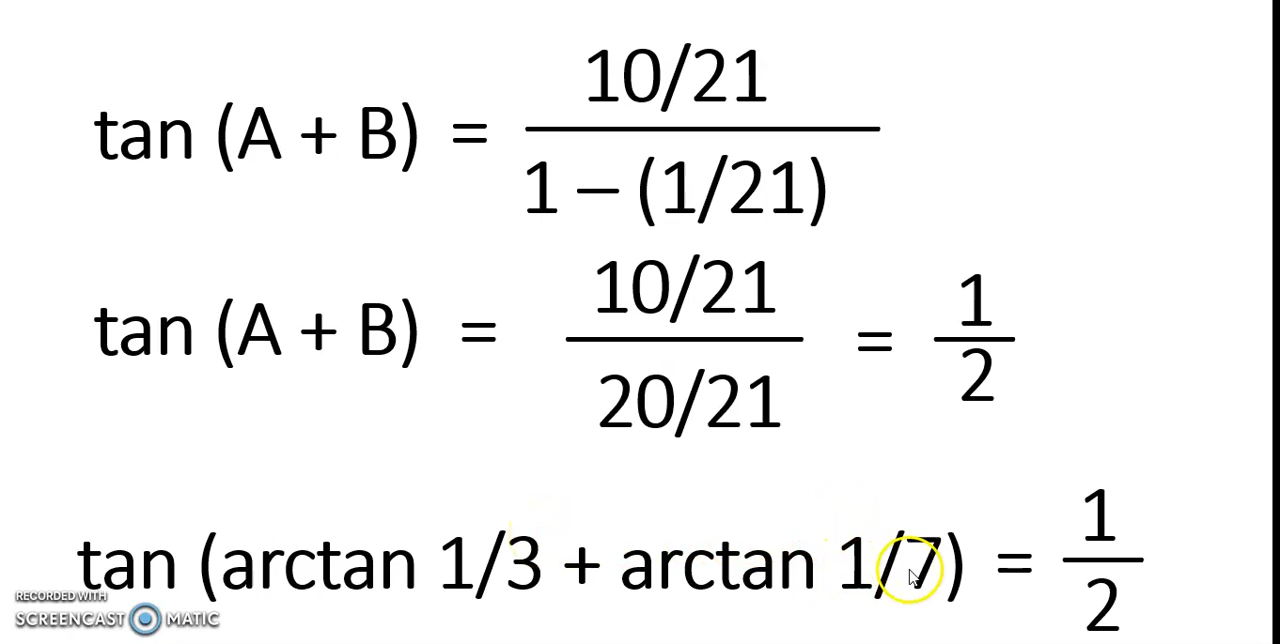 tan (A + B) = 10/21 / 1 – (1/21)
tan (A + B) = 10/21 / 20/21 = 1/2
tan (arctan 1/3 + arctan 1/7) = 1/2
RECORDED WITH
SCREENCAST MATIC